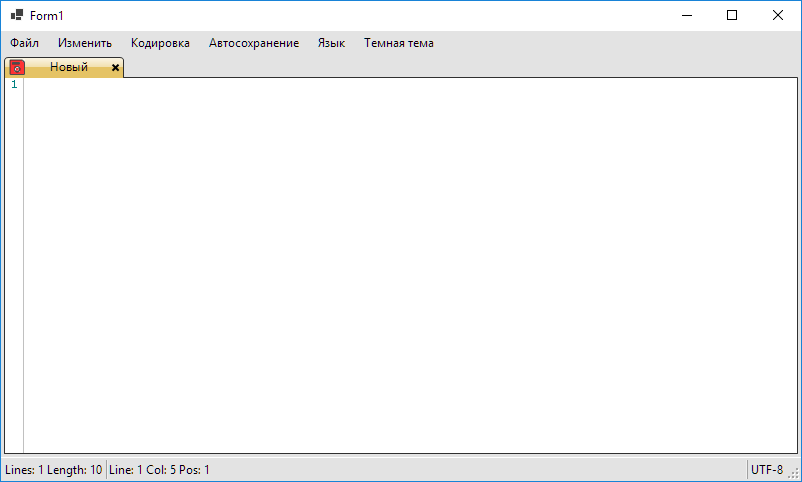 Form1
Файл Изменить Кодировка Автосохранение Язык Темная тема
Новый
1
Lines: 1 Length: 10 Line: 1 Col: 5 Pos: 1 UTF-8